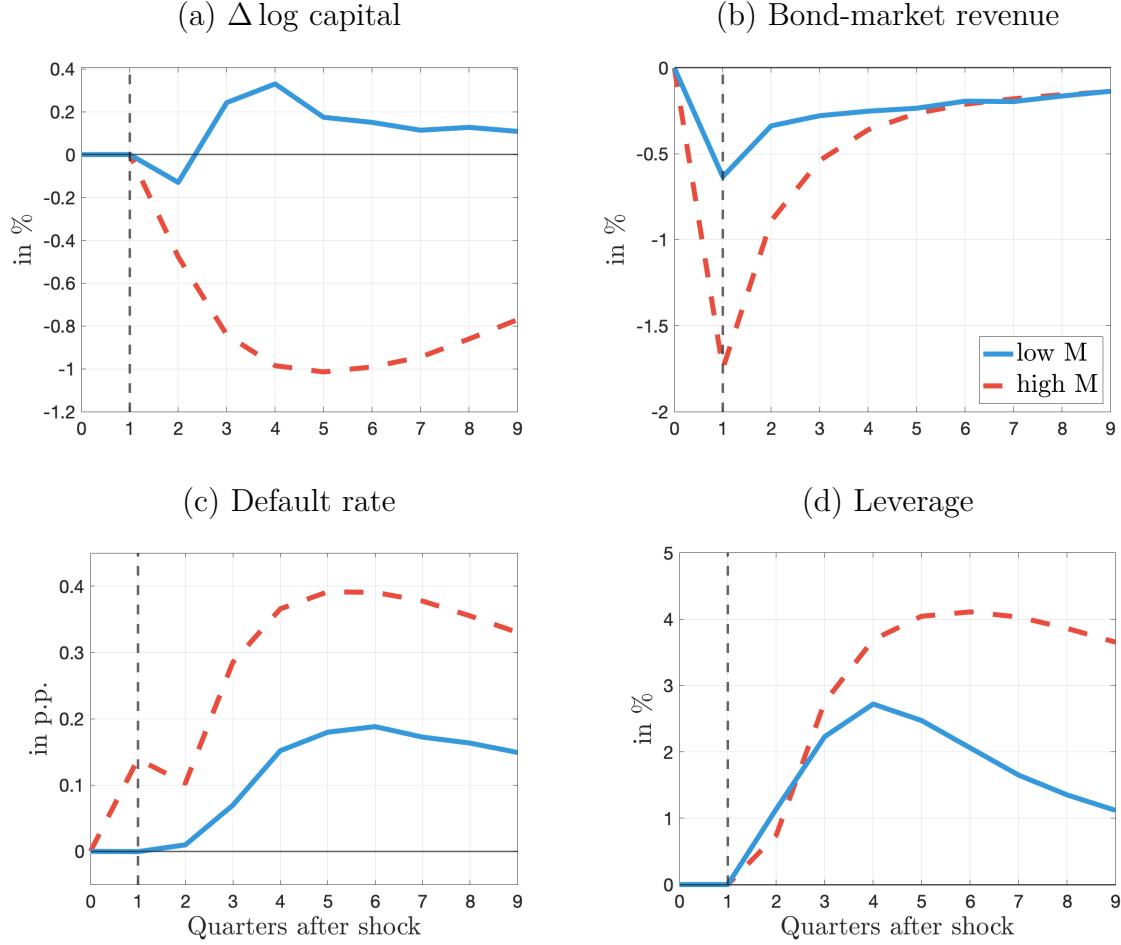 (a) Δ log capital
in %
0.4
0.2
0
-0.2
-0.4
-0.6
-0.8
-1
-1.2
0 1 2 3 4 5 6 7 8 9
(b) Bond-market revenue
in %
0
-0.5
-1
-1.5
-2
low M
high M
0 1 2 3 4 5 6 7 8 9
(c) Default rate
in p.p.
0.4
0.3
0.2
0.1
0
0 1 2 3 4 5 6 7 8 9
Quarters after shock
(d) Leverage
in %
5
4
3
2
1
0
0 1 2 3 4 5 6 7 8 9
Quarters after shock